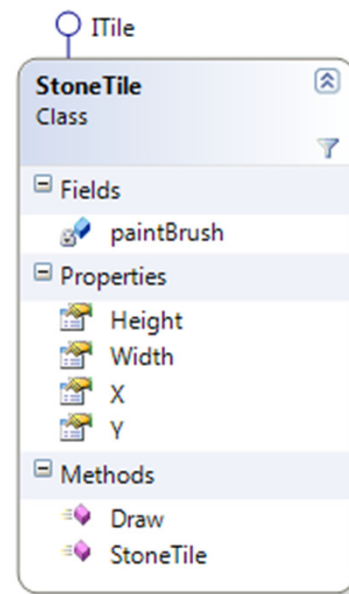 ITile
StoneTile
Class
Fields
paintBrush
Properties
Height
Width
X
Y
Methods
Draw
StoneTile